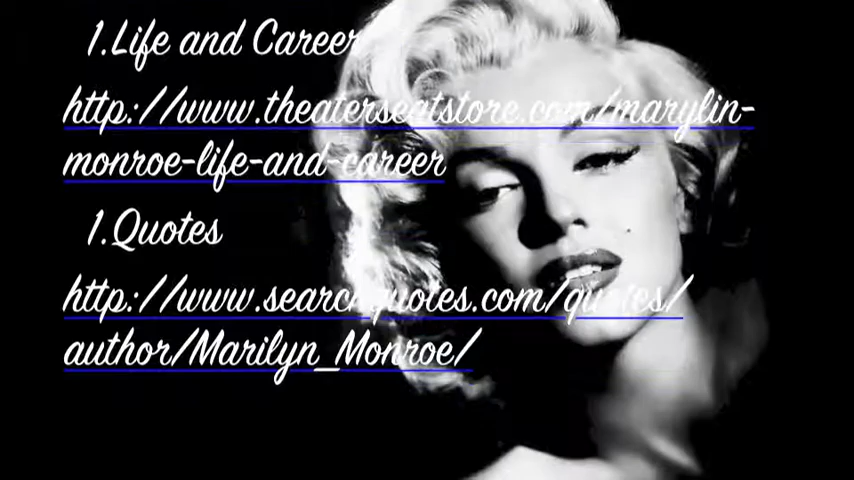 1.Life and Career
http://www.theaterseatstore.com/marylin-
monroe-life-and-career
1.Quotes
http://www.searchquotes.com/quotes/
author/Marilyn_Monroe/